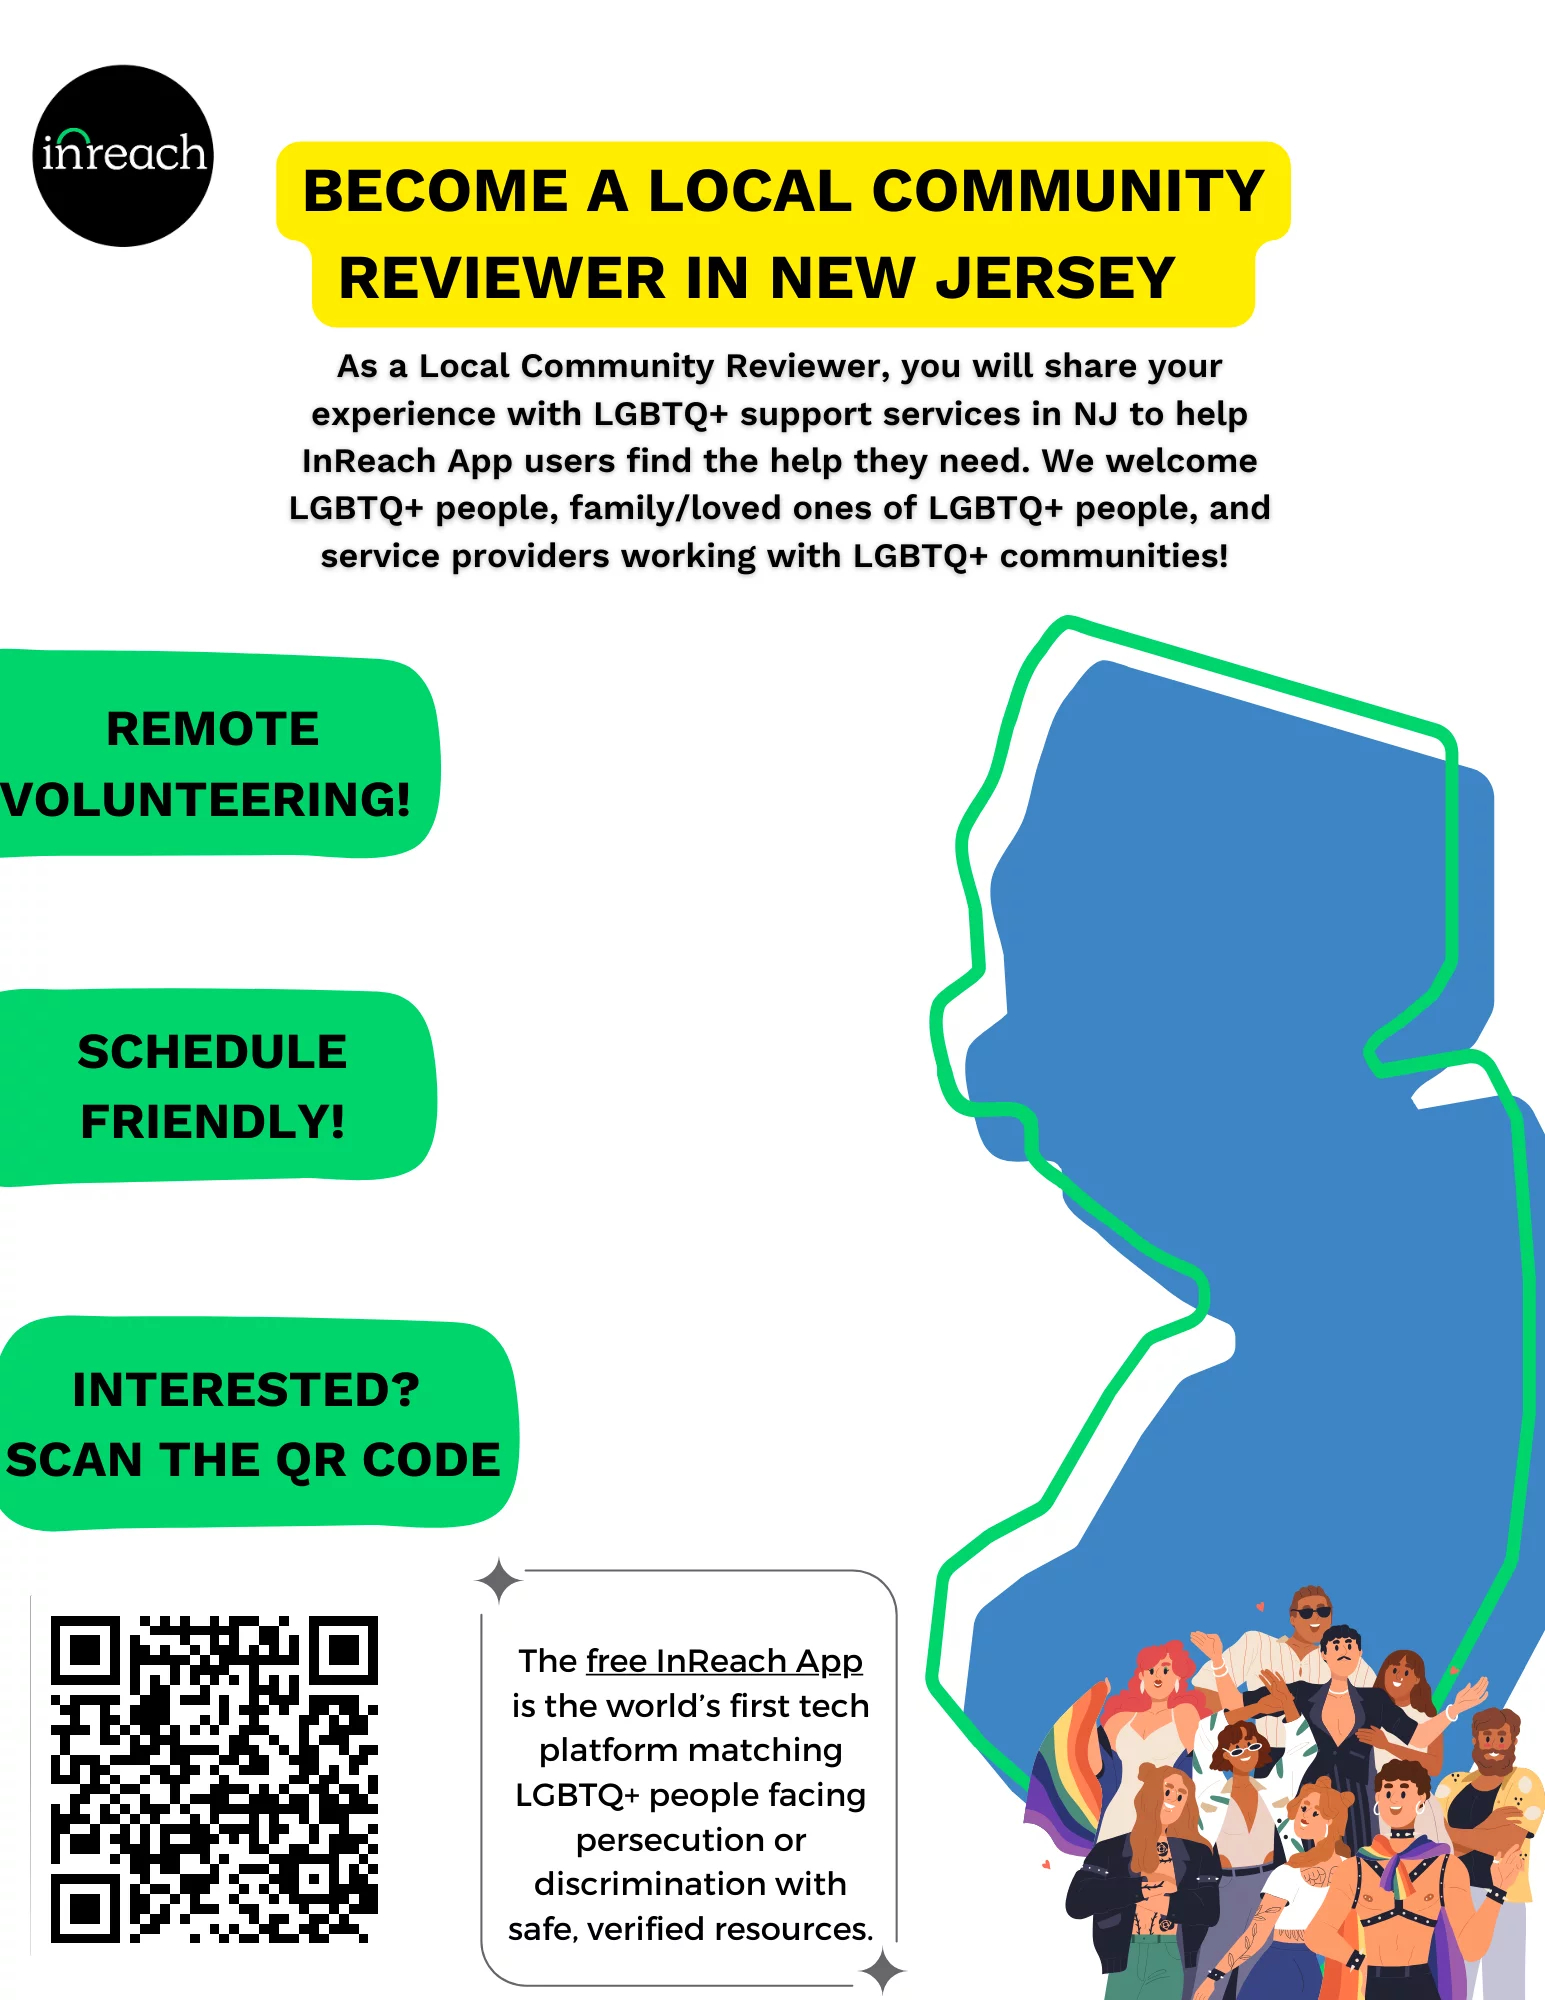 inreach
BECOME A LOCAL COMMUNITY
REVIEWER IN NEW JERSEY
As a Local Community Reviewer, you will share your
experience with LGBTQ+ support services in NJ to help
InReach App users find the help they need. We welcome
LGBTQ+ people, family/loved ones of LGBTQ+ people, and
service providers working with LGBTQ+ communities!
REMOTE
VOLUNTEERING!
SCHEDULE
FRIENDLY!
INTERESTED?
SCAN THE QR CODE
The free InReach App
is the world’s first tech
platform matching
LGBTQ+ people facing
persecution or
discrimination with
safe, verified resources.